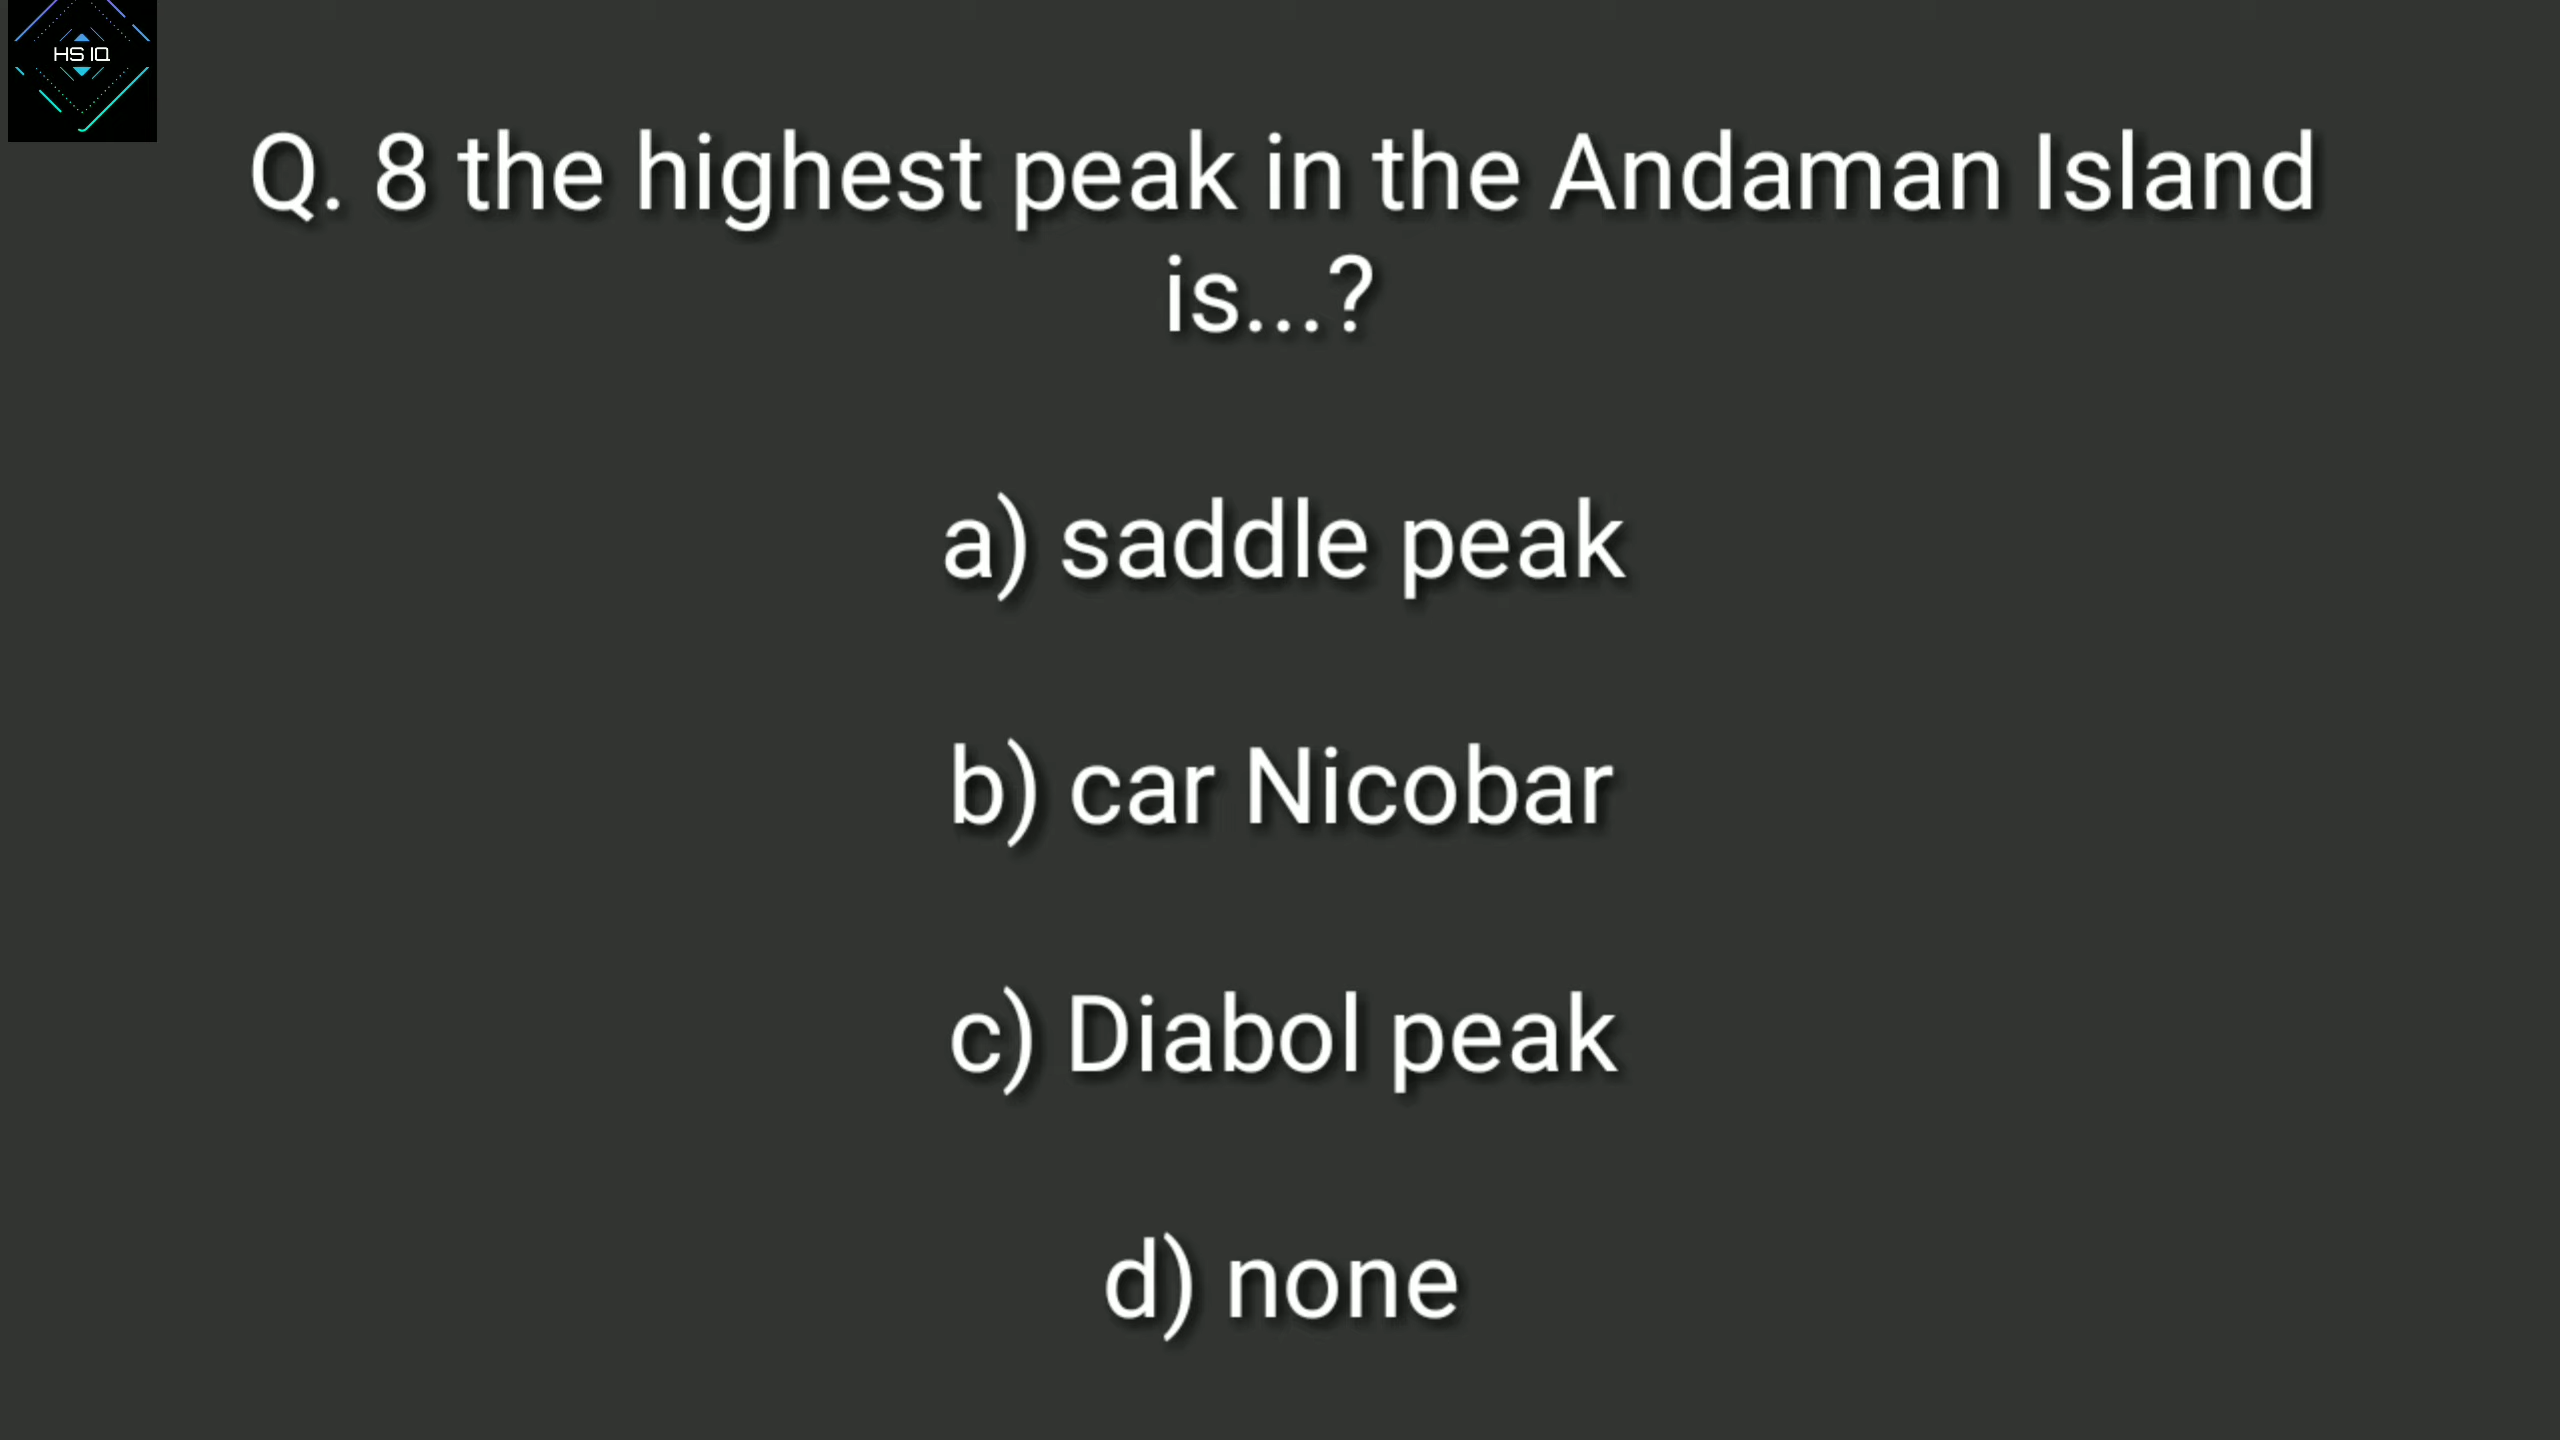 HS IQ
Q. 8 the highest peak in the Andaman Island
is...?
a) saddle peak
b) car Nicobar
c) Diabol peak
d) none